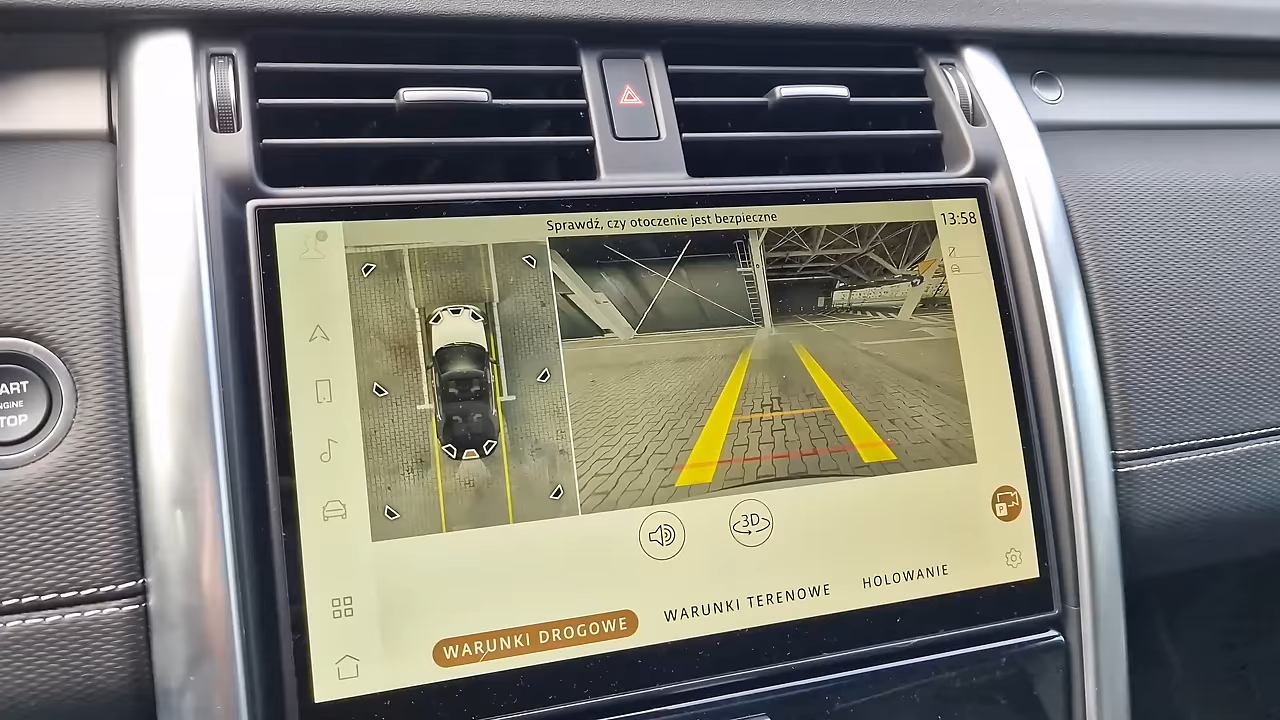 Sprawdź, czy otoczenie jest bezpieczne
13:58
START
ENGINE
STOP
3D
P
WARUNKI DROGOWE
WARUNKI TERENOWE
HOLOWANIE